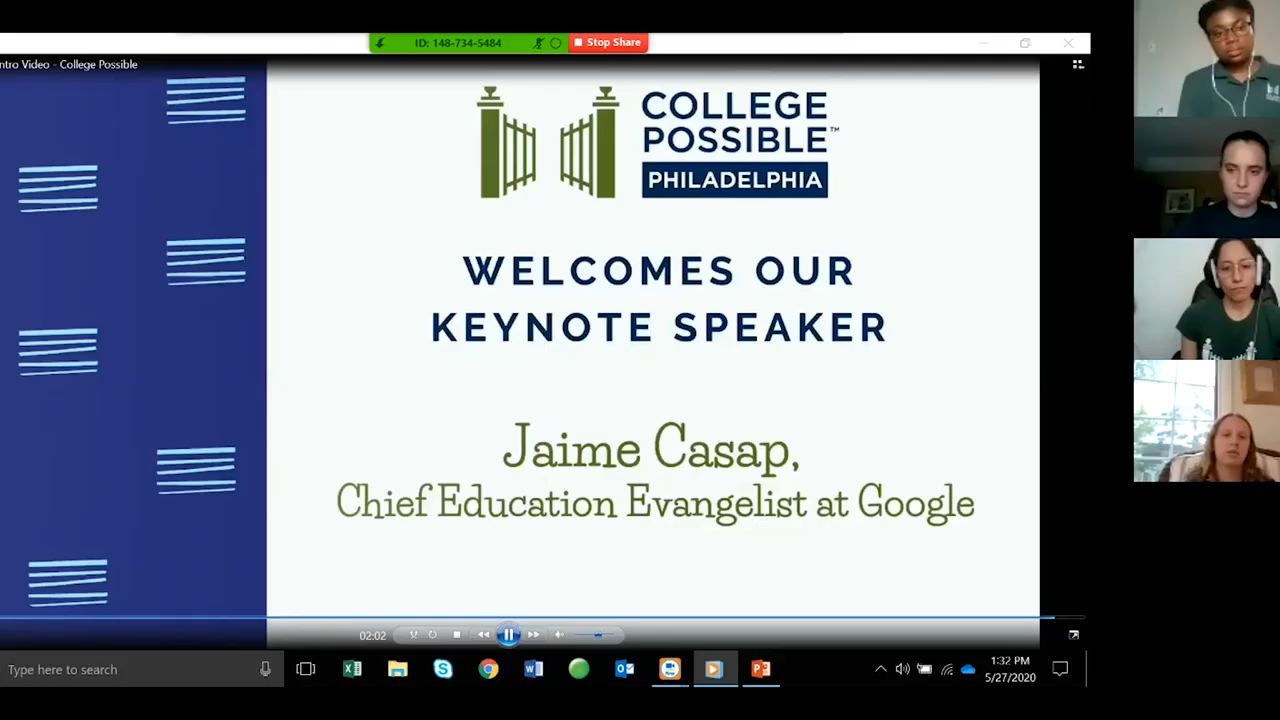 ID: 148-734-5484
Stop Share
ntro Video - College Possible
COLLEGE
POSSIBLE™
PHILADELPHIA
WELCOMES OUR
KEYNOTE SPEAKER
Jaime Casap,
Chief Education Evangelist at Google
02:02
Type here to search
1:32 PM
5/27/2020